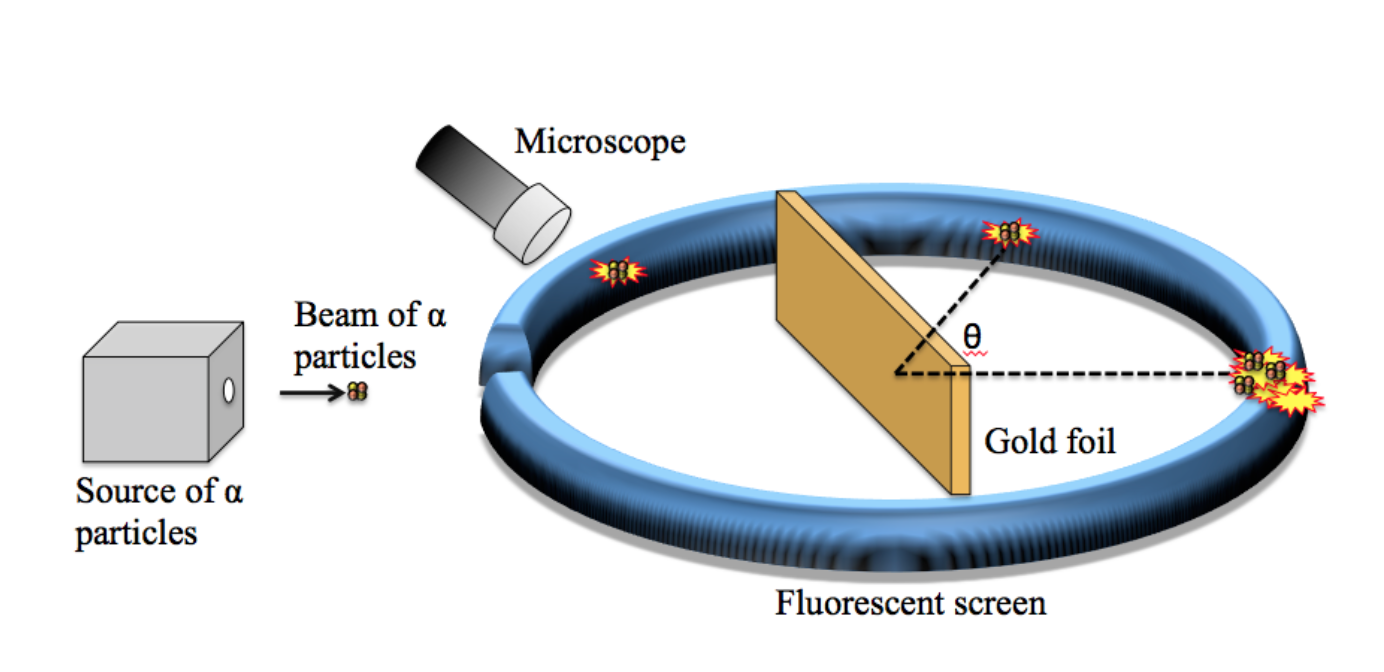 Microscope
Beam of α
particles
θ
Gold foil
Source of α
particles
Fluorescent screen